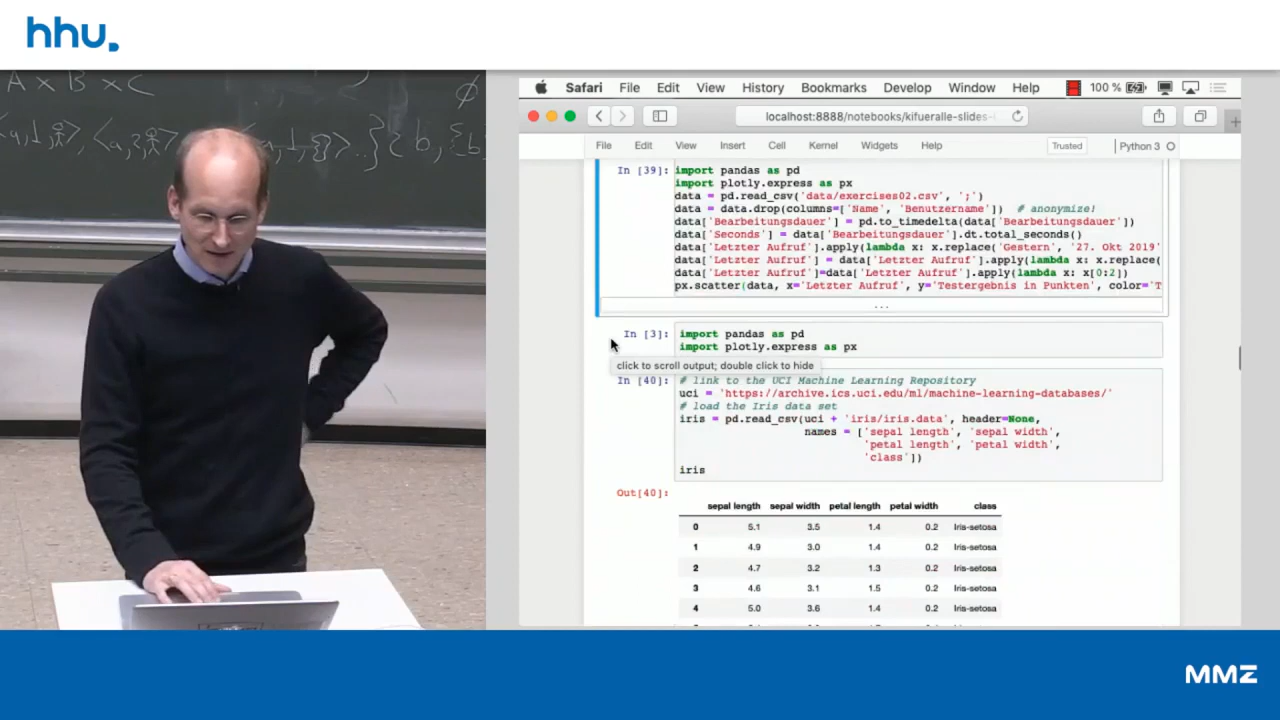 hhu.
A x B x C
Safari File Edit View History Bookmarks Develop Window Help 100 %
localhost:8888/notebooks/kifueralle-slides-
File Edit View Insert Cell Kernel Widgets Help Trusted Python 3
In [39]: import pandas as pd
import plotly.express as px
data = pd.read_csv('data/exercises02.csv', ';')
data = data.drop(columns=['Name', 'Benutzername']) # anonymize!
data['Bearbeitungsdauer'] = pd.to_timedelta(data['Bearbeitungsdauer'])
data['Seconds'] = data['Bearbeitungsdauer'].dt.total_seconds()
data['Letzter Aufruf'].apply(lambda x: x.replace('Gestern', '27. Okt 2019'
data['Letzter Aufruf'] = data['Letzter Aufruf'].apply(lambda x: x.replace(
data['Letzter Aufruf']=data['Letzter Aufruf'].apply(lambda x: x[0:2])
px.scatter(data, x='Letzter Aufruf', y='Testergebnis in Punkten', color='T
...
In [3]: import pandas as pd
import plotly.express as px
click to scroll output; double click to hide
In [40]: # link to the UCI Machine Learning Repository
uci = 'https://archive.ics.uci.edu/ml/machine-learning-databases/'
# load the Iris data set
iris = pd.read_csv(uci + 'iris/iris.data', header=None,
names = ['sepal length', 'sepal width',
'petal length', 'petal width',
'class'])
iris
Out[40]:
sepal length sepal width petal length petal width class
0 5.1 3.5 1.4 0.2 Iris-setosa
1 4.9 3.0 1.4 0.2 Iris-setosa
2 4.7 3.2 1.3 0.2 Iris-setosa
3 4.6 3.1 1.5 0.2 Iris-setosa
4 5.0 3.6 1.4 0.2 Iris-setosa
MMZ